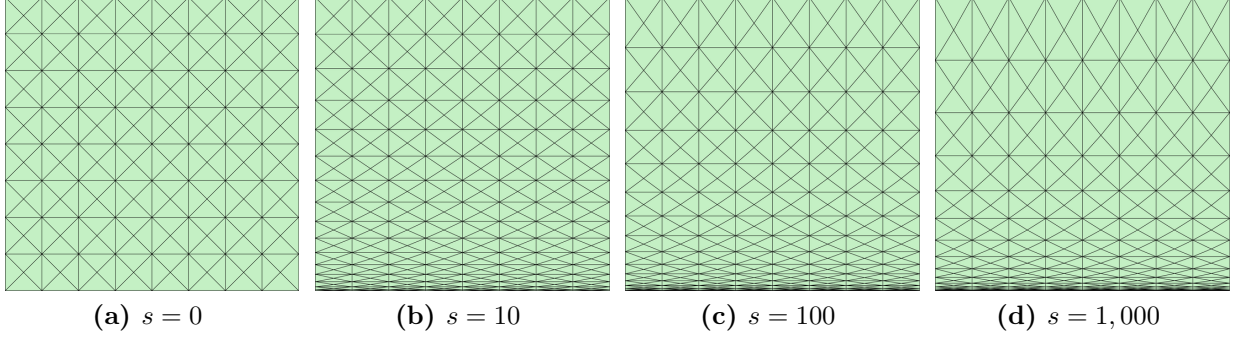 (a) s = 0 (b) s = 10 (c) s = 100 (d) s = 1, 000